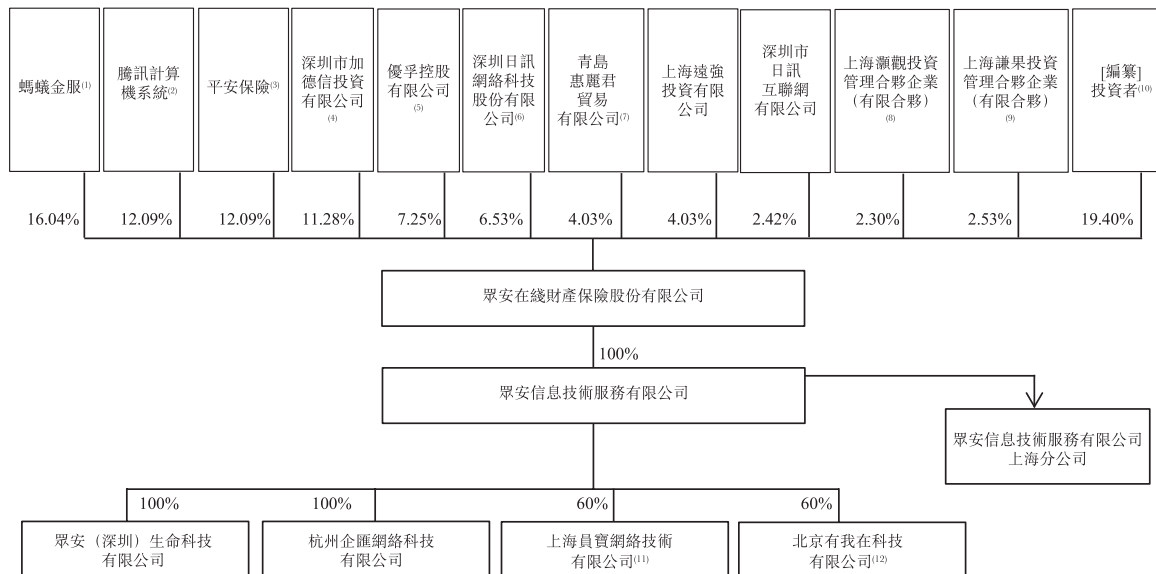 螞蟻金服(1)
騰訊計算
機系統(2)
平安保險(3)
深圳市加
德信投資
有限公司
(4)
優孚控股
有限公司
(5)
深圳日訊
網絡科技
股份有限
公司(6)
青島
惠麗君
貿易
有限公司(7)
上海遠強
投資有限
公司
深圳市
日訊
互聯網
有限公司
上海灝觀投資
管理合夥企業
(有限合夥)
(8)
上海謙果投資
管理合夥企業
(有限合夥)
(9)
[編纂]
投資者(10)
16.04%
12.09%
12.09%
11.28%
7.25%
6.53%
4.03%
4.03%
2.42%
2.30%
2.53%
19.40%
眾安在綫財產保險股份有限公司
100%
眾安信息技術服務有限公司
眾安信息技術服務有限公司
上海分公司
100%
100%
60%
60%
眾安(深圳)生命科技
有限公司
杭州企匯網絡科技
有限公司
上海員寶網絡技術
有限公司(11)
北京有我在科技
有限公司(12)